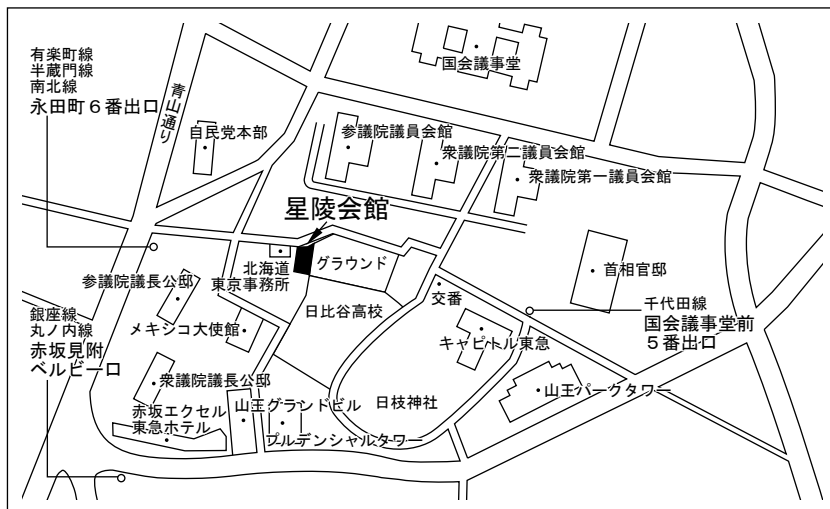 国会議事堂
有楽町線
半蔵門線
南北線
永田町6番出口
青山通り
自民党本部
参議院議員会館
衆議院第二議員会館
衆議院第一議員会館
星陵会館
北海道
東京事務所
グラウンド
首相官邸
参議院議長公邸
日比谷高校
交番
千代田線
国会議事堂前
5番出口
銀座線
丸ノ内線
赤坂見附
ベルビー口
メキシコ大使館
キャピトル東急
衆議院議長公邸
日枝神社
山王パークタワー
赤坂エクセル
東急ホテル
山王グランドビル
プルデンシャルタワー